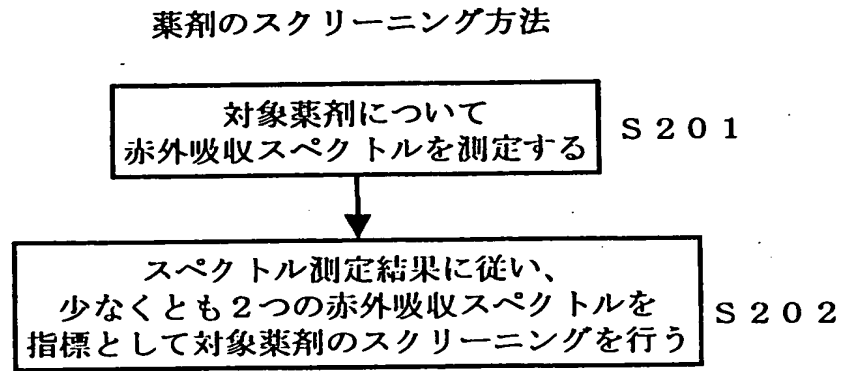 薬剤のスクリーニング方法
対象薬剤について
赤外吸収スペクトルを測定する
S201
スペクトル測定結果に従い、
少なくとも2つの赤外吸収スペクトルを
指標として対象薬剤のスクリーニングを行う
S202